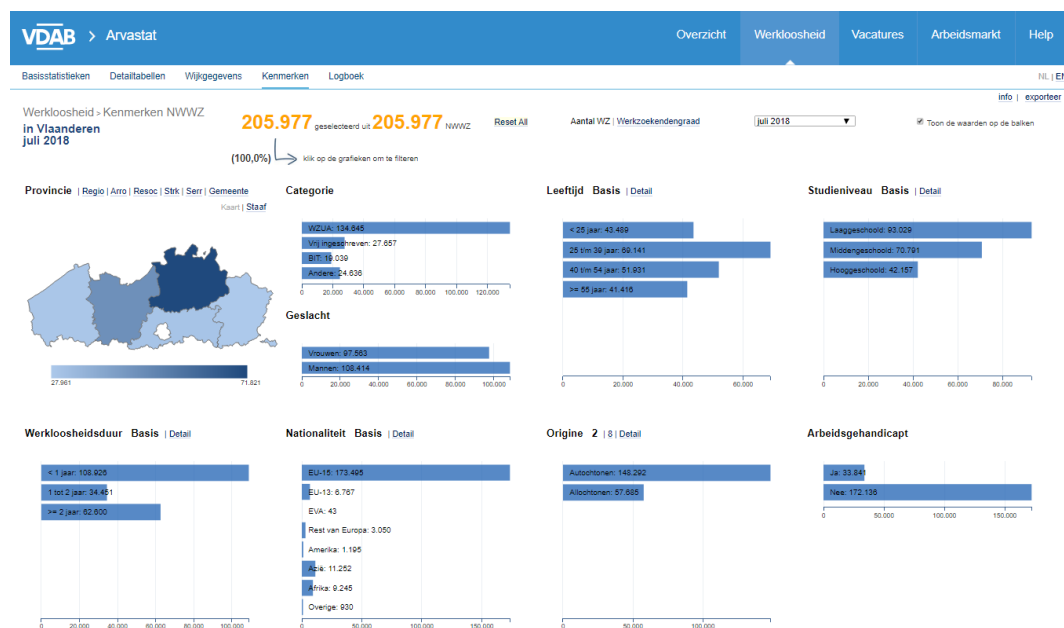 VDAB > Arvastat
Overzicht Werkloosheid Vacatures Arbeidsmarkt Help
Basisstatistieken Detailtabellen Wijkgegevens Kenmerken Logboek
NL | EN
info | exporteer
Werkloosheid > Kenmerken NWWZ
in Vlaanderen
juli 2018
205.977 geselecteerd uit 205.977 NWWZ
Reset All
Aantal WZ | Werkzoekendengraad
juli 2018
Toon de waarden op de balken
(100,0%) klik op de grafieken om te filteren
Provincie | Regio | Arro | Resoc | Strk | Serr | Gemeente
Kaart | Staaf
27.961 71.821
Categorie
WZUA: 134.645
Vrij ingeschreven: 27.657
BIT: 19.039
Andere: 24.636
0 20.000 40.000 60.000 80.000 100.000 120.000
Geslacht
Vrouwen: 97.563
Mannen: 108.414
0 20.000 40.000 60.000 80.000 100.000
Leeftijd Basis | Detail
< 25 jaar: 43.489
25 t/m 39 jaar: 69.141
40 t/m 54 jaar: 51.931
>= 55 jaar: 41.416
0 20.000 40.000 60.000
Studieniveau Basis | Detail
Laaggeschoold: 93.029
Middengeschoold: 70.791
Hooggeschoold: 42.157
0 20.000 40.000 60.000 80.000
Werkloosheidsduur Basis | Detail
< 1 jaar: 108.926
1 tot 2 jaar: 34.451
>= 2 jaar: 62.600
0 20.000 40.000 60.000 80.000 100.000
Nationaliteit Basis | Detail
EU-15: 173.495
EU-13: 6.767
EVA: 43
Rest van Europa: 3.050
Amerika: 1.195
Azië: 11.252
Afrika: 9.245
Overige: 930
0 50.000 100.000 150.000
Origine 2 | 8 | Detail
Autochtonen: 148.292
Allochtonen: 57.685
0 50.000 100.000
Arbeidsgehandicapt
Ja: 33.841
Nee: 172.136
0 50.000 100.000 150.000